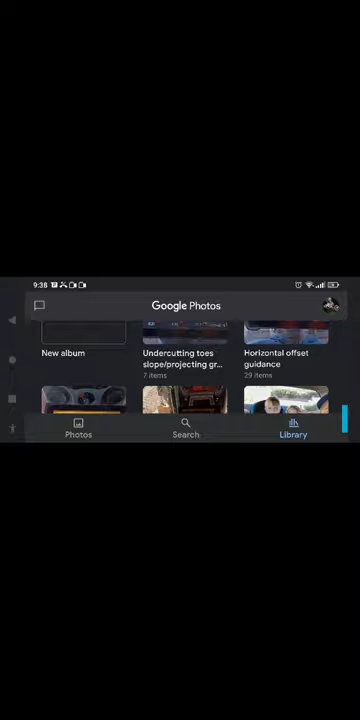 9:38
Google Photos
New album
Undercutting toes
slope/projecting gr...
7 items
Horizontal offset
guidance
29 items
Photos
Search
Library